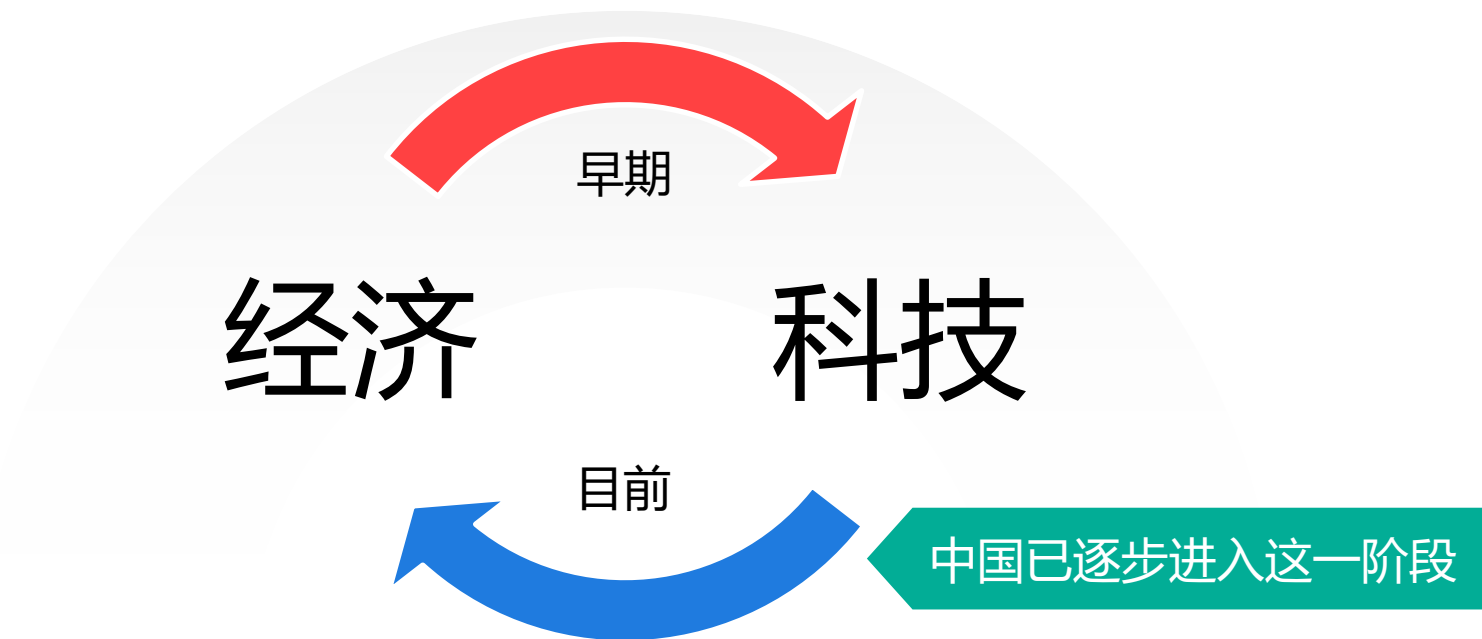 早期
经济
科技
目前
中国已逐步进入这一阶段